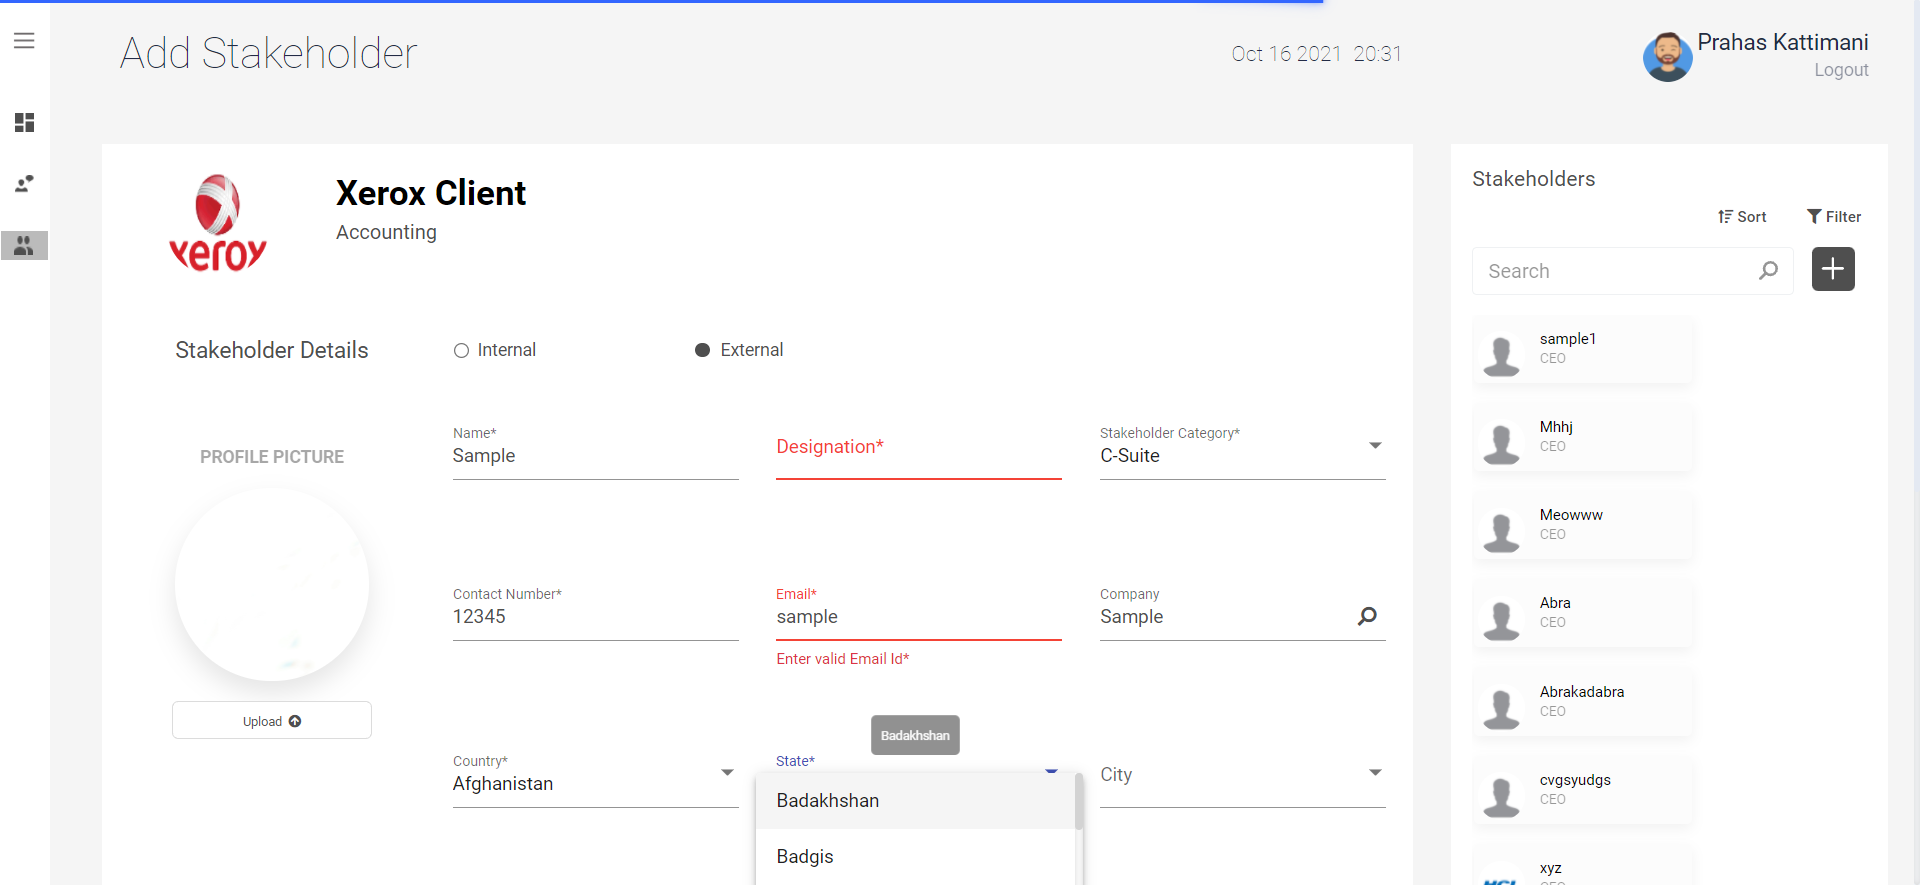 Add Stakeholder
Oct 16 2021 20:31
Prahas Kattimani
Logout
xeroy
Xerox Client
Accounting
Stakeholder Details
Internal
External
PROFILE PICTURE
Upload
Name*
Sample
Designation*
Stakeholder Category*
C-Suite
Contact Number*
12345
Email*
sample
Enter valid Email Id*
Company
Sample
Badakhshan
Country*
Afghanistan
State*
City
Badakhshan
Badgis
Stakeholders
Sort
Filter
Search
sample1
CEO
Mhhj
CEO
Meowww
CEO
Abra
CEO
Abrakadabra
CEO
cvgsyudgs
CEO
xyz
CEO